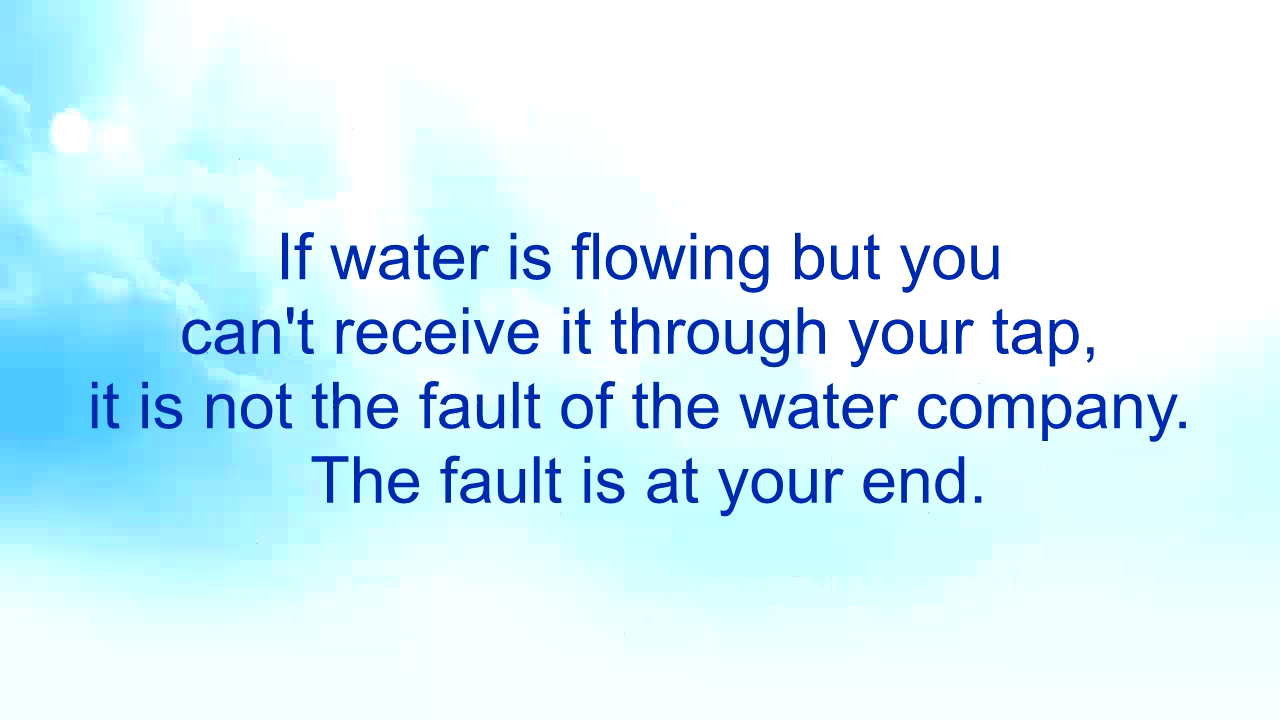 If water is flowing but you
can't receive it through your tap,
it is not the fault of the water company.
The fault is at your end.